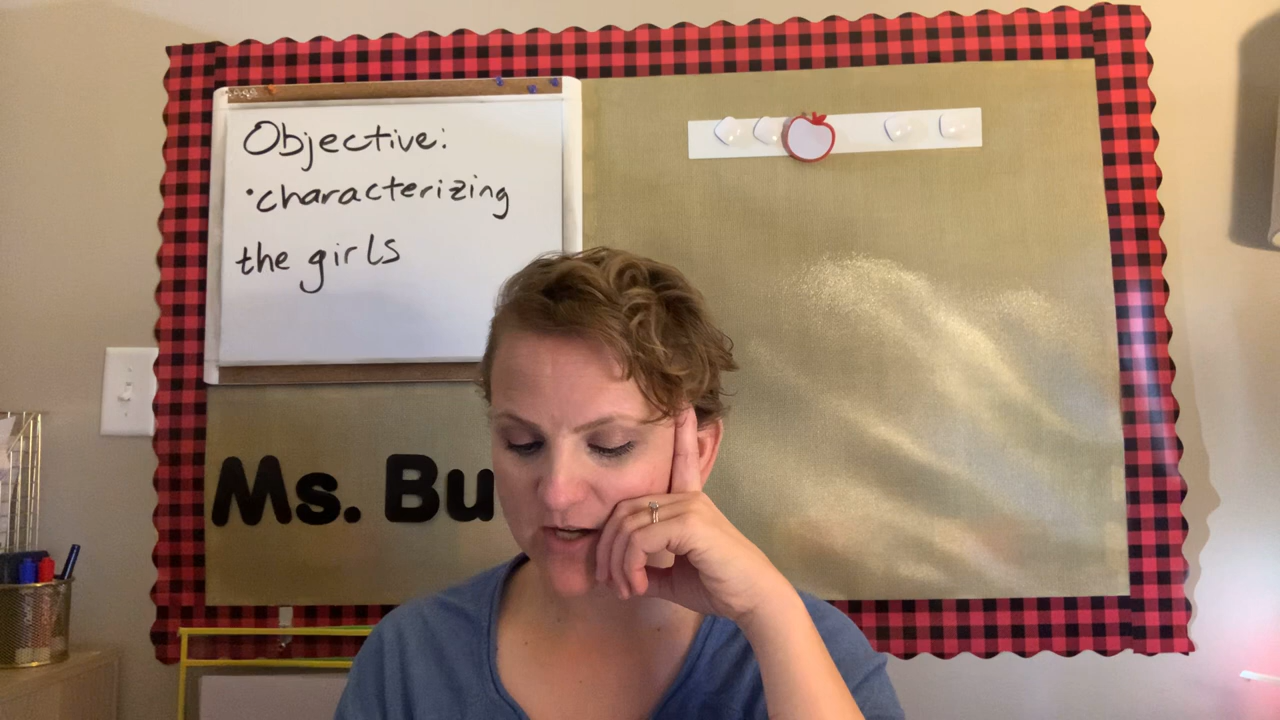 Objective:
•characterizing
the girls
Ms. Bu